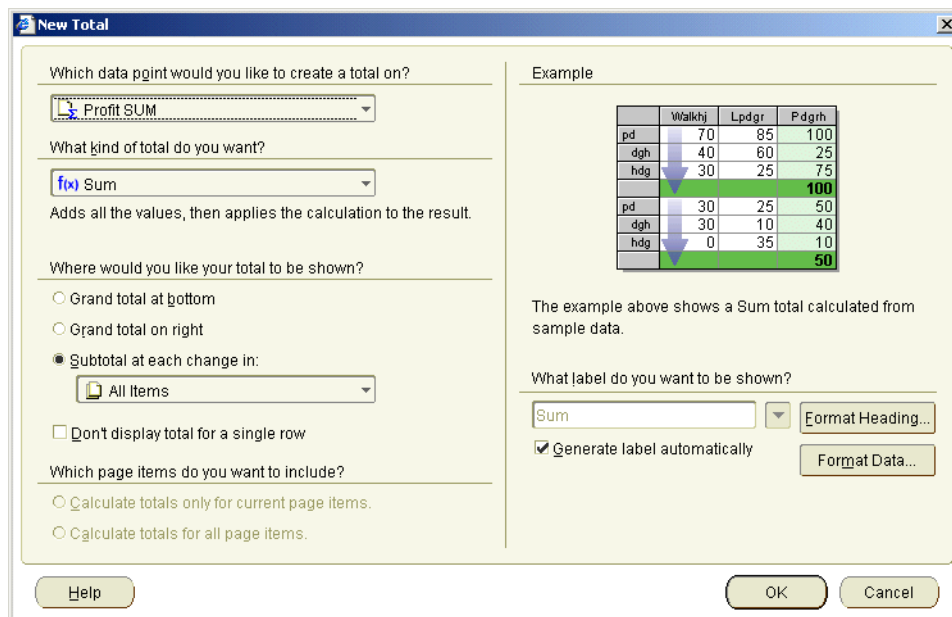 New Total
Which data point would you like to create a total on?
Profit SUM
What kind of total do you want?
f(x) Sum
Adds all the values, then applies the calculation to the result.
Where would you like your total to be shown?
Grand total at bottom
Grand total on right
Subtotal at each change in:
All Items
Don't display total for a single row
Which page items do you want to include?
Calculate totals only for current page items.
Calculate totals for all page items.
Example
Walkhj Lpdgr Pdgrh
pd 70 85 100
dgh 40 60 25
hdg 30 25 75
100
pd 30 25 50
dgh 30 10 40
hdg 0 35 10
50
The example above shows a Sum total calculated from
sample data.
What label do you want to be shown?
Sum
Format Heading...
Generate label automatically
Format Data...
Help
OK
Cancel